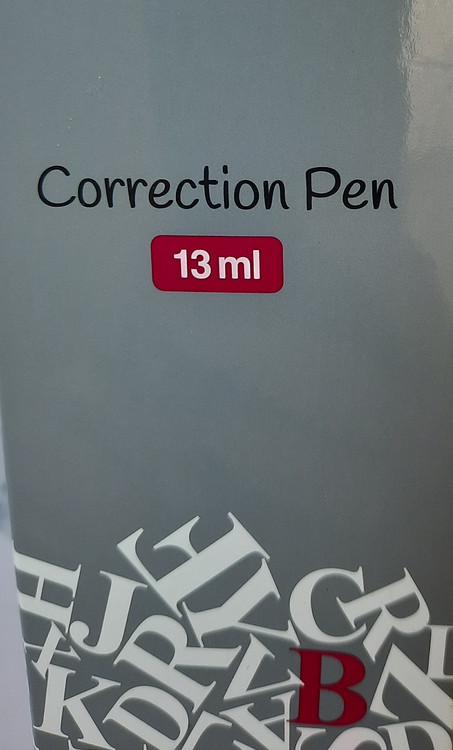 Correction Pen
13 ml
H J E C R
K D R B